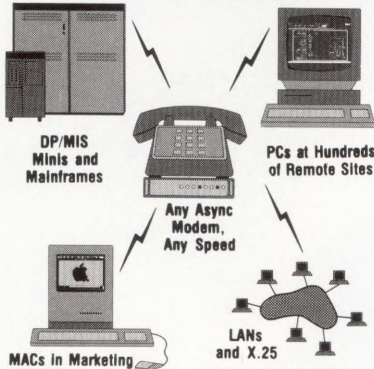 DP/MIS
Minis and
Mainframes
PCs at Hundreds
of Remote Sites
Any Async
Modem,
Any Speed
MACs in Marketing
LANs
and X.25